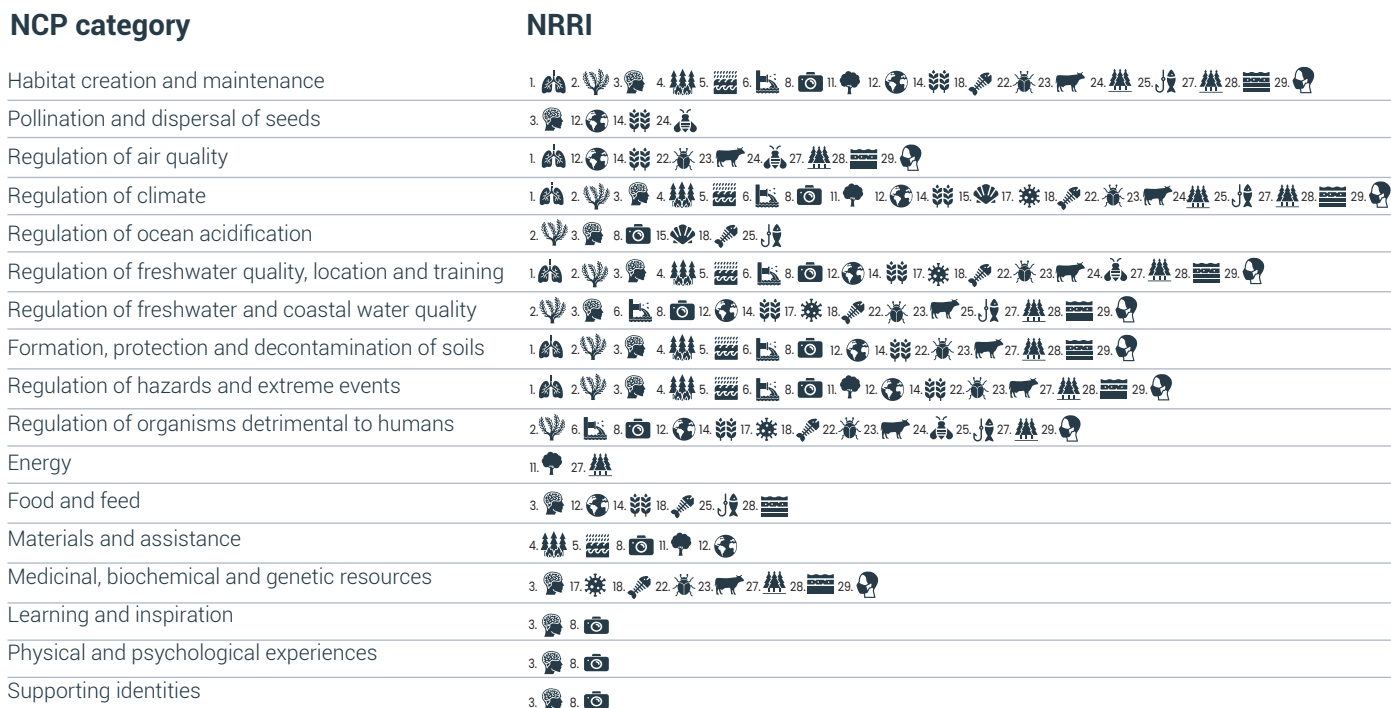 NCP category NRRI
Habitat creation and maintenance 1. 2. 3. 4. 5. 6. 8. 11. 12. 14. 18. 22. 23. 24. 25. 27. 28. 29.
Pollination and dispersal of seeds 3. 12. 14. 24.
Regulation of air quality 1. 12. 14. 22. 23. 24. 27. 28. 29.
Regulation of climate 1. 2. 3. 4. 5. 6. 8. 11. 12. 14. 15. 17. 18. 22. 23. 24. 25. 27. 28. 29.
Regulation of ocean acidification 2. 3. 8. 15. 18. 25.
Regulation of freshwater quality, location and training 1. 2. 3. 4. 5. 6. 8. 12. 14. 17. 18. 22. 23. 24. 27. 28. 29.
Regulation of freshwater and coastal water quality 2. 3. 6. 8. 12. 14. 17. 18. 22. 23. 25. 27. 28. 29.
Formation, protection and decontamination of soils 1. 2. 3. 4. 5. 6. 8. 12. 14. 22. 23. 27. 28. 29.
Regulation of hazards and extreme events 1. 2. 3. 4. 5. 6. 8. 11. 12. 14. 22. 23. 27. 28. 29.
Regulation of organisms detrimental to humans 2. 6. 8. 12. 14. 17. 18. 22. 23. 24. 25. 27. 29.
Energy 11. 27.
Food and feed 3. 12. 14. 18. 25. 28.
Materials and assistance 4. 5. 8. 11. 12.
Medicinal, biochemical and genetic resources 3. 17. 18. 22. 23. 27. 28. 29.
Learning and inspiration 3. 8.
Physical and psychological experiences 3. 8.
Supporting identities 3. 8.